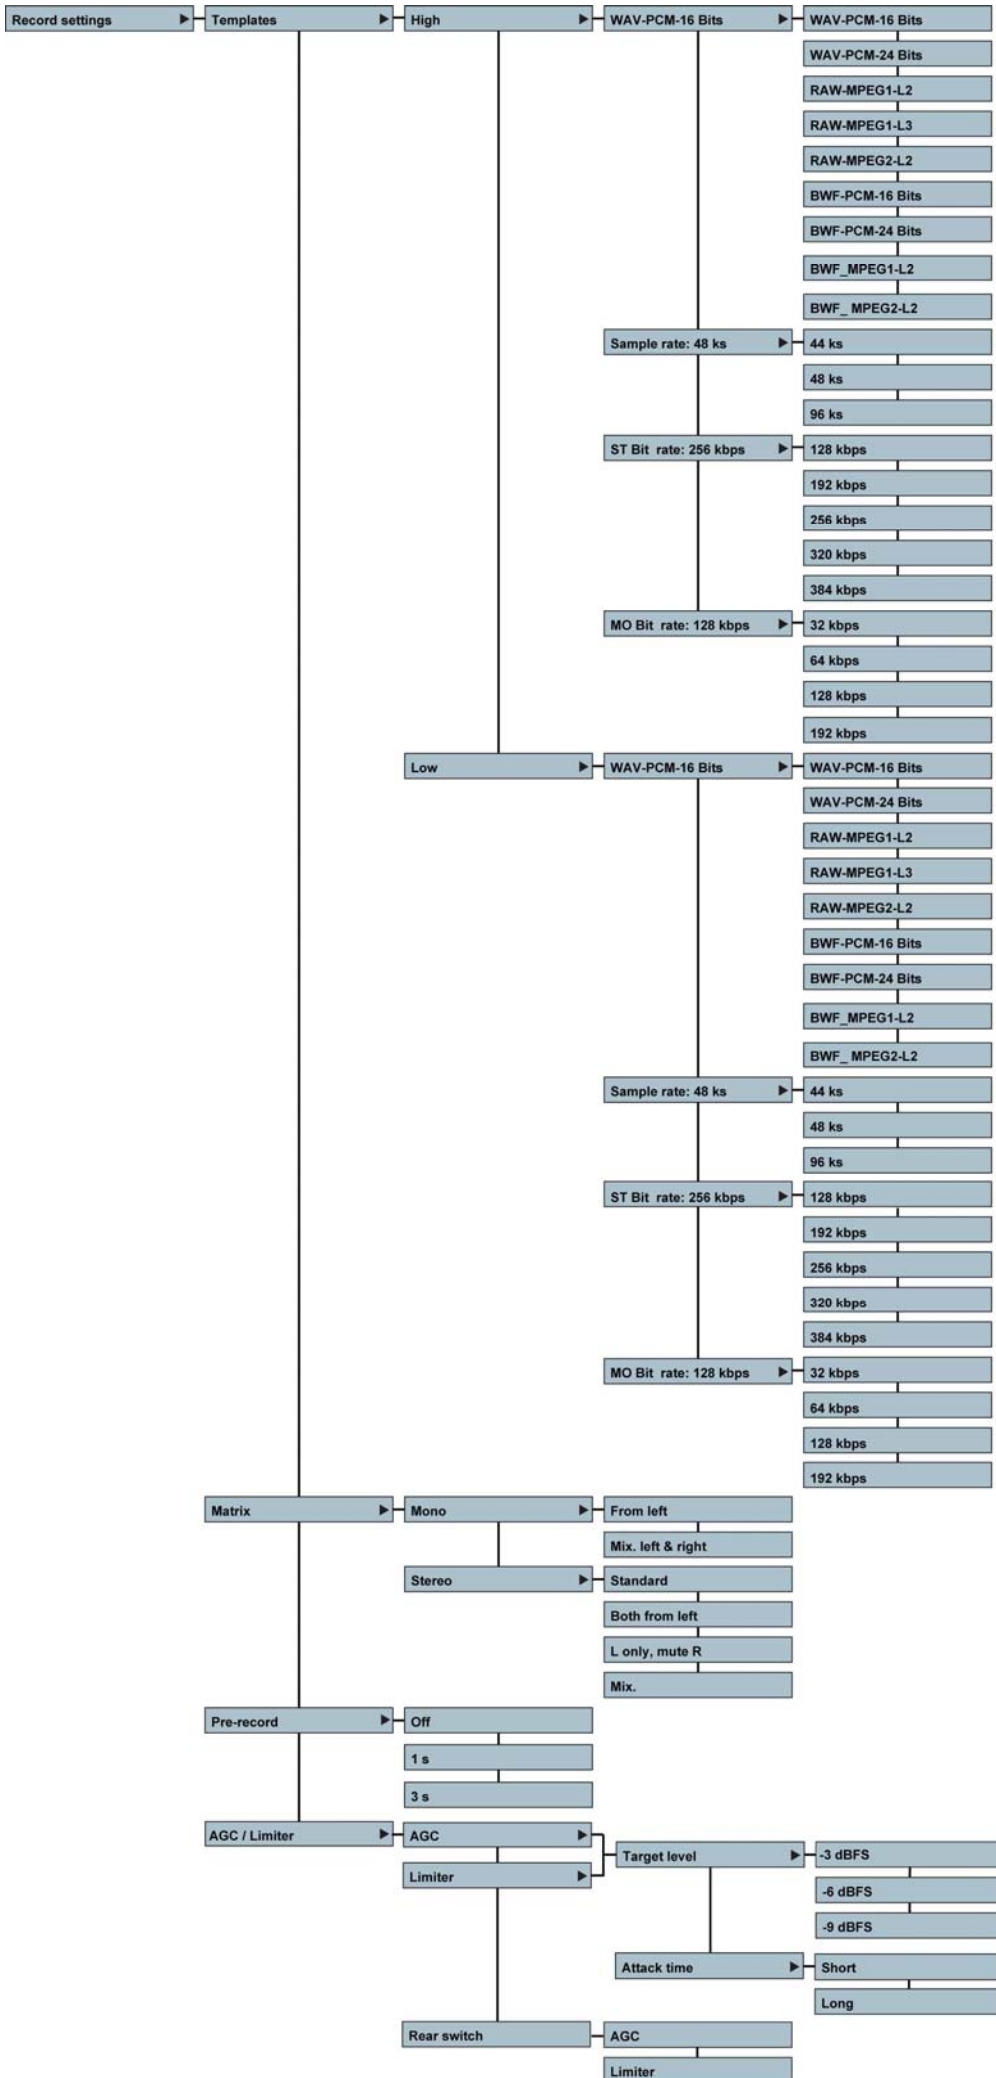 Record settings
Templates
High
WAV-PCM-16 Bits
WAV-PCM-16 Bits
WAV-PCM-24 Bits
RAW-MPEG1-L2
RAW-MPEG1-L3
RAW-MPEG2-L2
BWF-PCM-16 Bits
BWF-PCM-24 Bits
BWF_MPEG1-L2
BWF_ MPEG2-L2
Sample rate: 48 ks
44 ks
48 ks
96 ks
ST Bit rate: 256 kbps
128 kbps
192 kbps
256 kbps
320 kbps
384 kbps
MO Bit rate: 128 kbps
32 kbps
64 kbps
128 kbps
192 kbps
Low
WAV-PCM-16 Bits
WAV-PCM-16 Bits
WAV-PCM-24 Bits
RAW-MPEG1-L2
RAW-MPEG1-L3
RAW-MPEG2-L2
BWF-PCM-16 Bits
BWF-PCM-24 Bits
BWF_MPEG1-L2
BWF_ MPEG2-L2
Sample rate: 48 ks
44 ks
48 ks
96 ks
ST Bit rate: 256 kbps
128 kbps
192 kbps
256 kbps
320 kbps
384 kbps
MO Bit rate: 128 kbps
32 kbps
64 kbps
128 kbps
192 kbps
Matrix
Mono
From left
Mix. left & right
Stereo
Standard
Both from left
L only, mute R
Mix.
Pre-record
Off
1 s
3 s
AGC / Limiter
AGC
Limiter
Target level
-3 dBFS
-6 dBFS
-9 dBFS
Attack time
Short
Long
Rear switch
AGC
Limiter